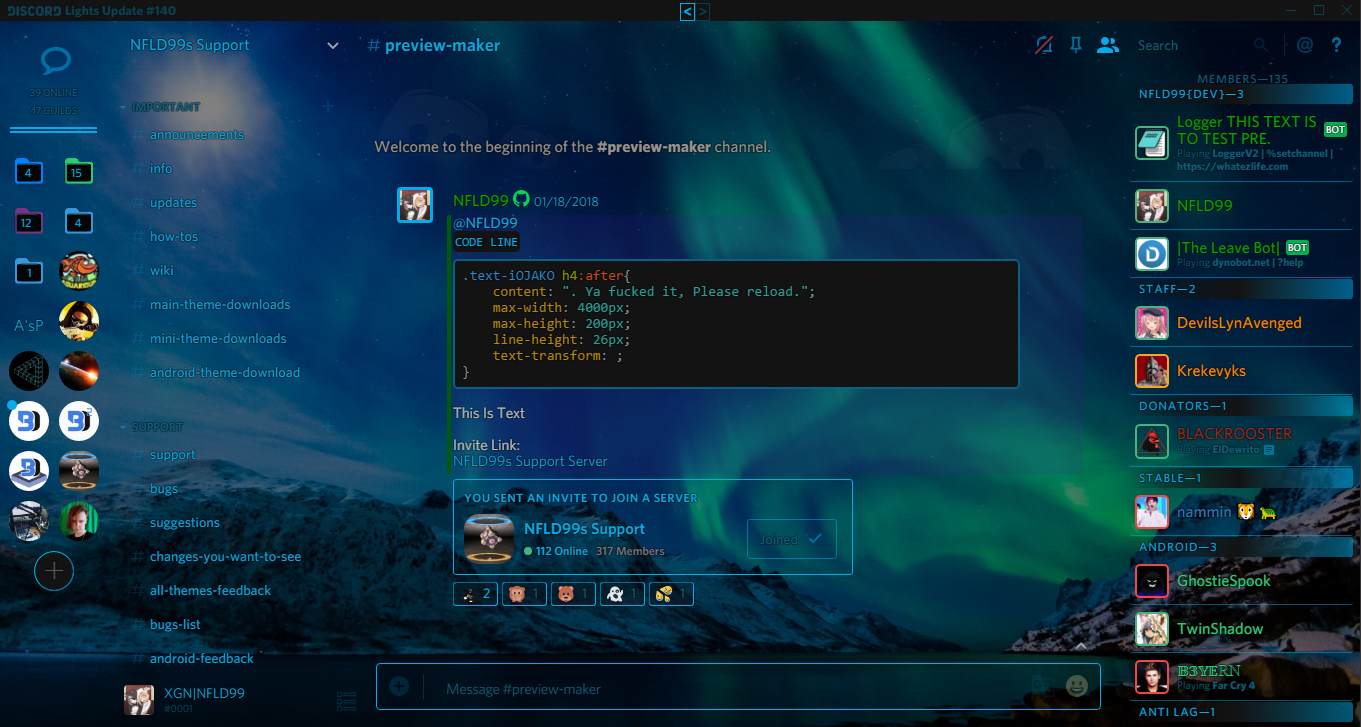 DISCORD Lights Update #140
< >
39 ONLINE
47 GUILDS
4
15
12
4
1
A'sP
NFLD99s Support
IMPORTANT
# announcements
# info
# updates
# how-tos
# wiki
# main-theme-downloads
# mini-theme-downloads
# android-theme-download
SUPPORT
# support
# bugs
# suggestions
# changes-you-want-to-see
# all-themes-feedback
# bugs-list
# android-feedback
XGN|NFLD99
#0001
# preview-maker
Search
@ ?
Welcome to the beginning of the #preview-maker channel.
NFLD99 01/18/2018
@NFLD99
CODE LINE
.text-iOJAKO h4:after{
content: ". Ya fucked it, Please reload.";
max-width: 4000px;
max-height: 200px;
line-height: 26px;
text-transform: ;
}
This Is Text
Invite Link:
NFLD99s Support Server
YOU SENT AN INVITE TO JOIN A SERVER
NFLD99s Support
112 Online 317 Members
Joined
2 1 1 1 1
Message #preview-maker
MEMBERS—135
NFLD99{DEV}—3
Logger THIS TEXT IS
TO TEST PRE. BOT
Playing LoggerV2 | %setchannel |
https://whatezlife.com
NFLD99
|The Leave Bot| BOT
Playing dynobot.net | ?help
STAFF—2
DevilsLynAvenged
Krekevyks
DONATORS—1
BLACKROOSTER
Playing ElDewrito
STABLE—1
nammin 🐯 🐢
ANDROID—3
GhostieSpook
TwinShadow
B3YERN
Playing Far Cry 4
ANTI LAG—1